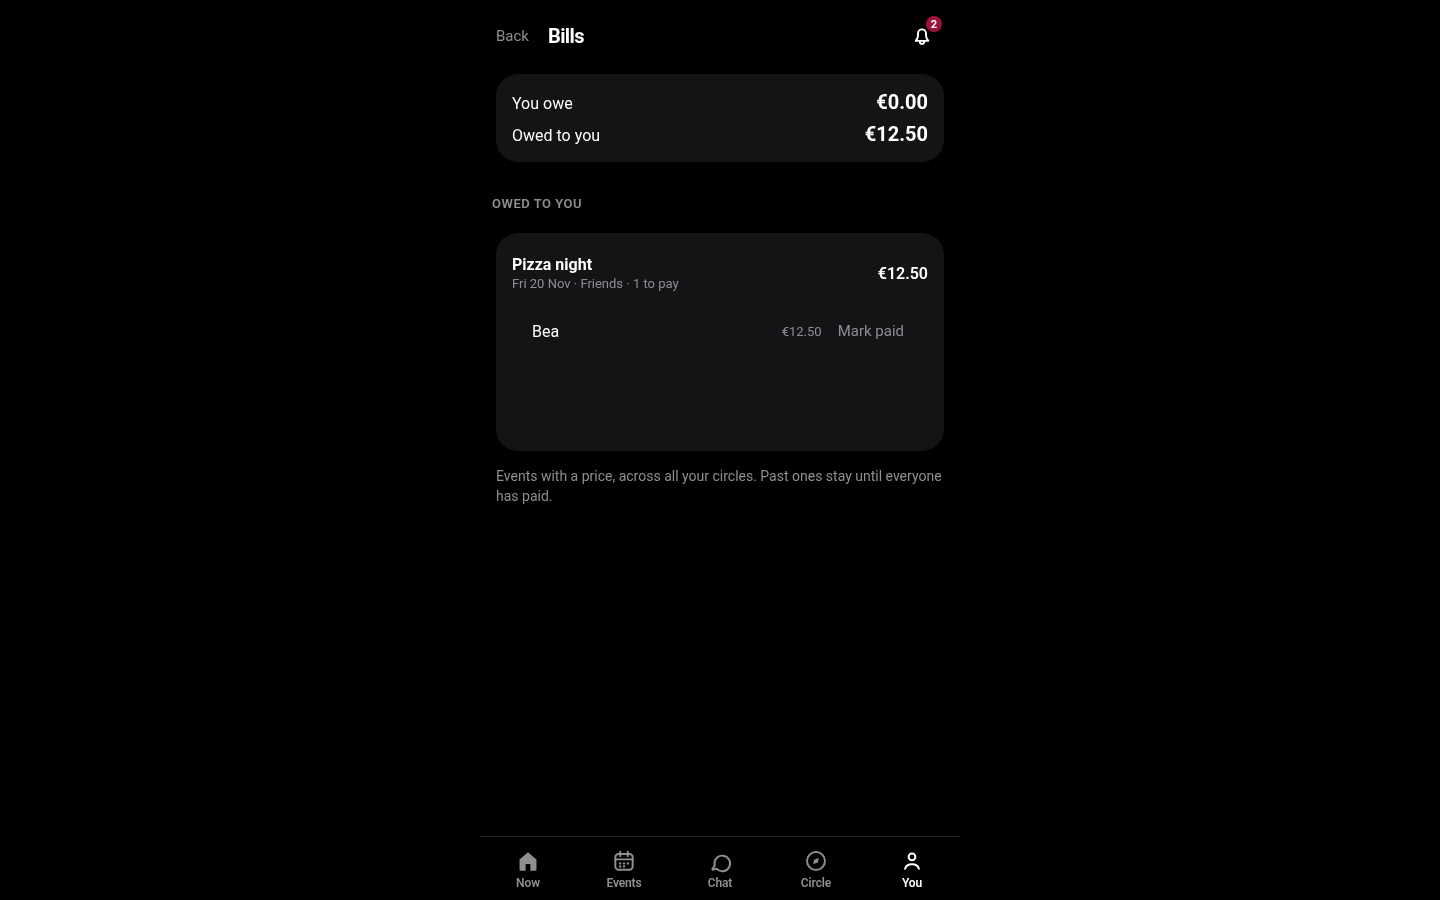 Back
Bills
2
You owe
€0.00
Owed to you
€12.50
OWED TO YOU
Pizza night
€12.50
Fri 20 Nov · Friends · 1 to pay
Bea
€12.50
Mark paid
Events with a price, across all your circles. Past ones stay until everyone
has paid.
Now
Events
Chat
Circle
You